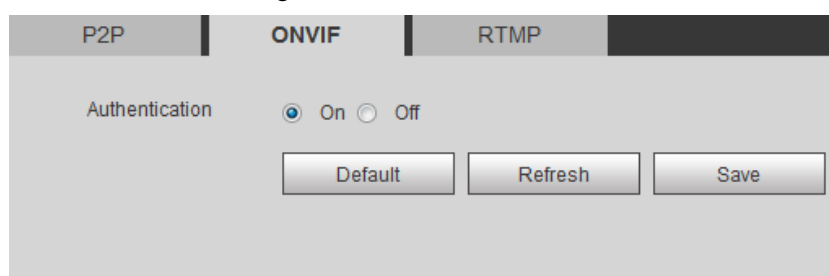 P2P ONVIF RTMP
Authentication On Off
Default Refresh Save